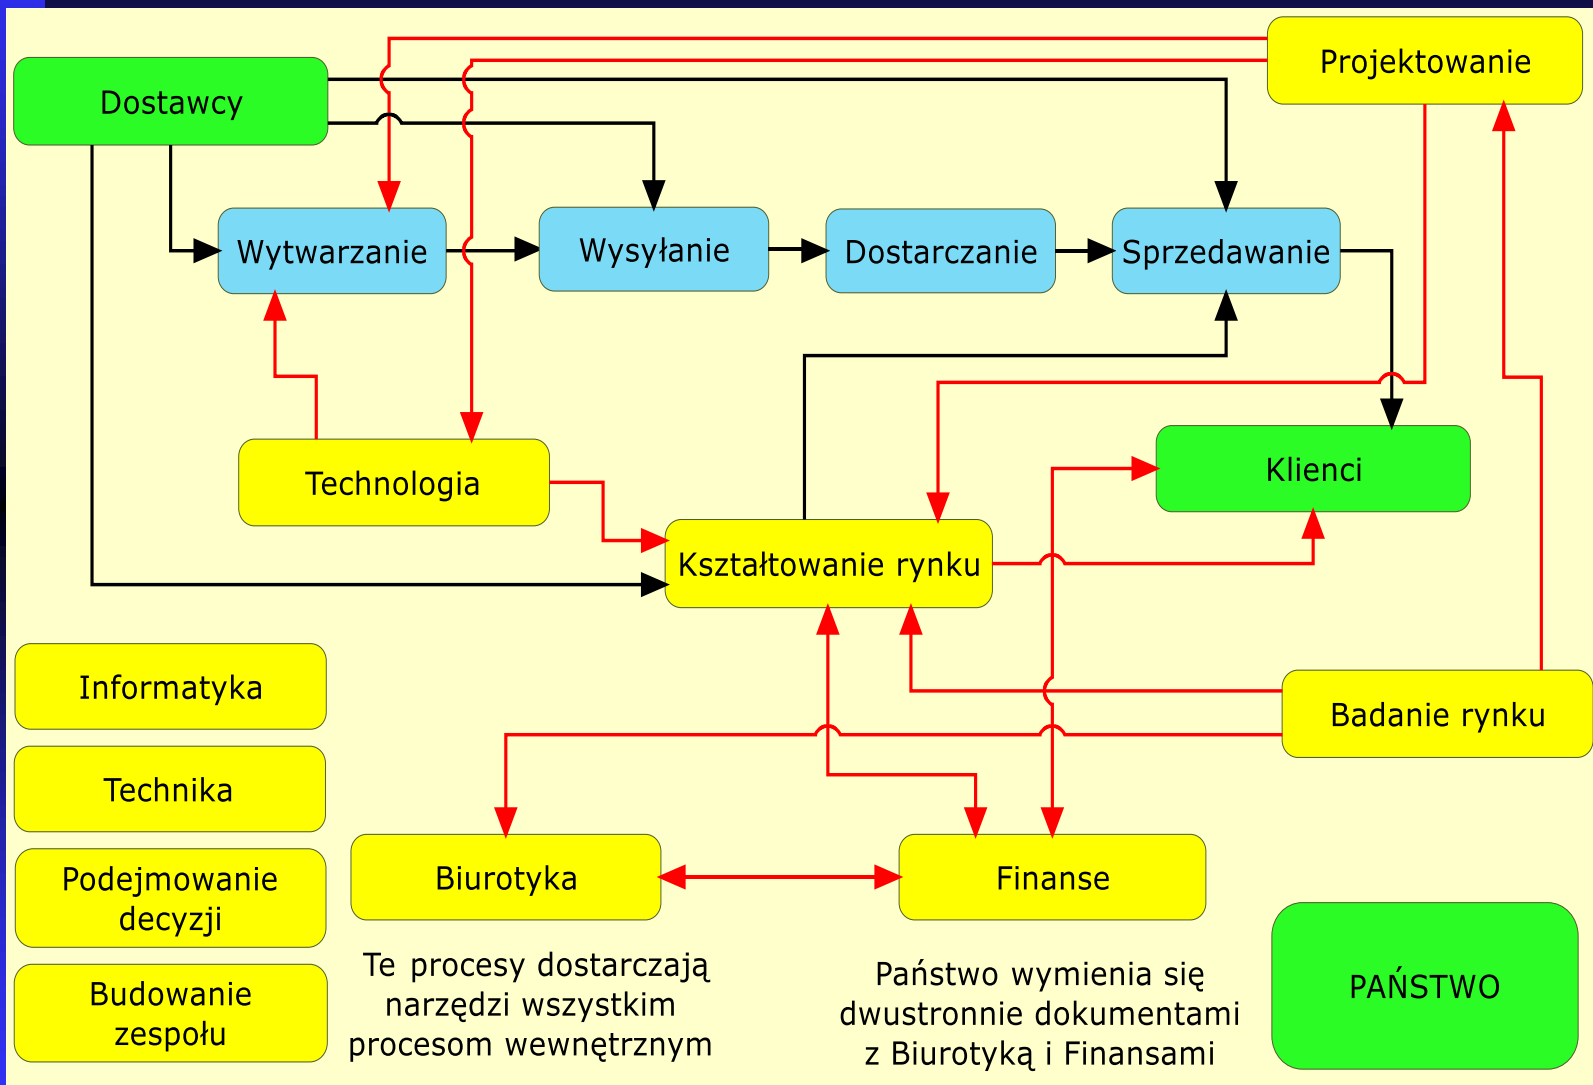 Projektowanie
Dostawcy
Wytwarzanie
Wysyłanie
Dostarczanie
Sprzedawanie
Technologia
Klienci
Kształtowanie rynku
Informatyka
Badanie rynku
Technika
Podejmowanie
decyzji
Biurotyka
Finanse
Budowanie
zespołu
Te procesy dostarczają
narzędzi wszystkim
procesom wewnętrznym
Państwo wymienia się
dwustronnie dokumentami
z Biurotyką i Finansami
PAŃSTWO